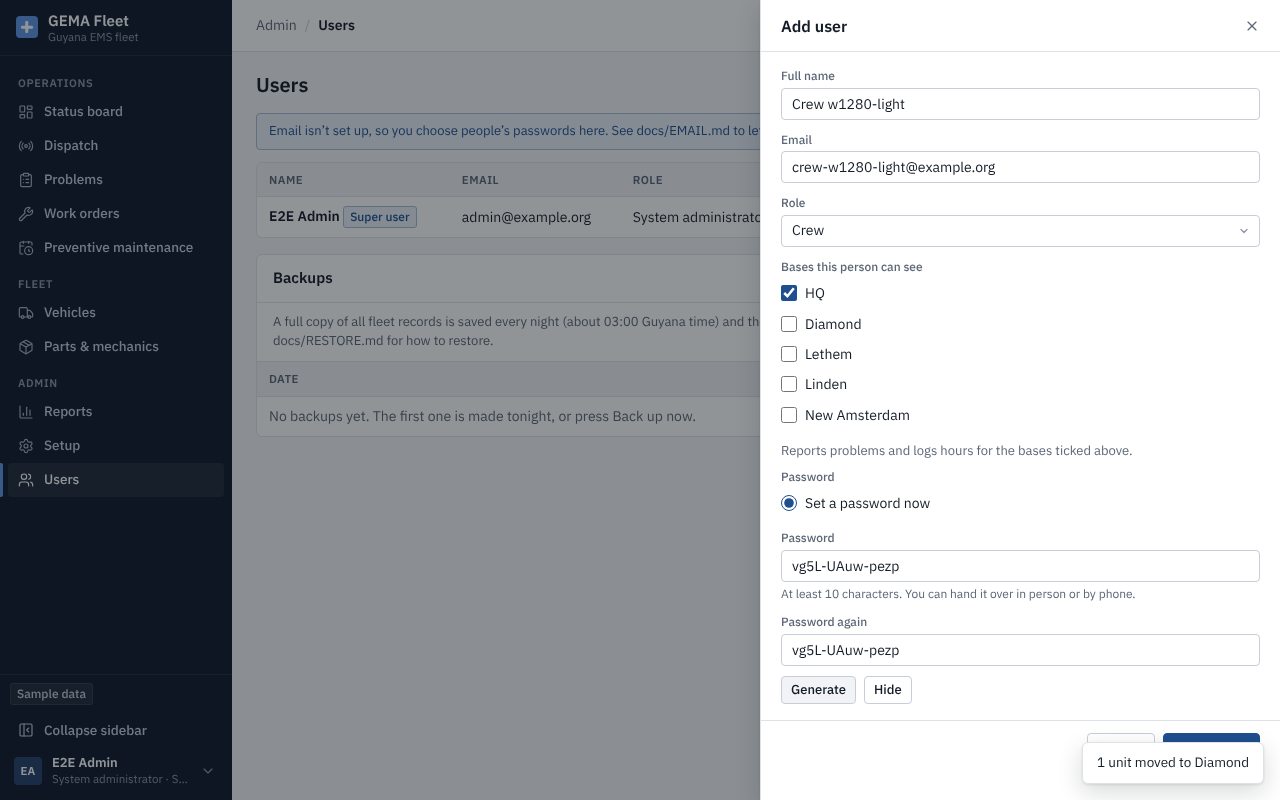 GEMA Fleet
Guyana EMS fleet
OPERATIONS
Status board
Dispatch
Problems
Work orders
Preventive maintenance
FLEET
Vehicles
Parts & mechanics
ADMIN
Reports
Setup
Users
Sample data
Collapse sidebar
EA
E2E Admin
System administrator · S...
Admin / Users
Users
Email isn’t set up, so you choose people’s passwords here. See docs/EMAIL.md to
NAME EMAIL ROLE
E2E Admin Super user admin@example.org System
Backups
A full copy of all fleet records is saved every night (about 03:00 Guyana time) and
docs/RESTORE.md for how to restore.
DATE
No backups yet. The first one is made tonight, or press Back up now.
Add user
Full name
Crew w1280-light
Email
crew-w1280-light@example.org
Role
Crew
Bases this person can see
HQ
Diamond
Lethem
Linden
New Amsterdam
Reports problems and logs hours for the bases ticked above.
Password
Set a password now
Password
vg5L-UAuw-pezp
At least 10 characters. You can hand it over in person or by phone.
Password again
vg5L-UAuw-pezp
Generate Hide
1 unit moved to Diamond